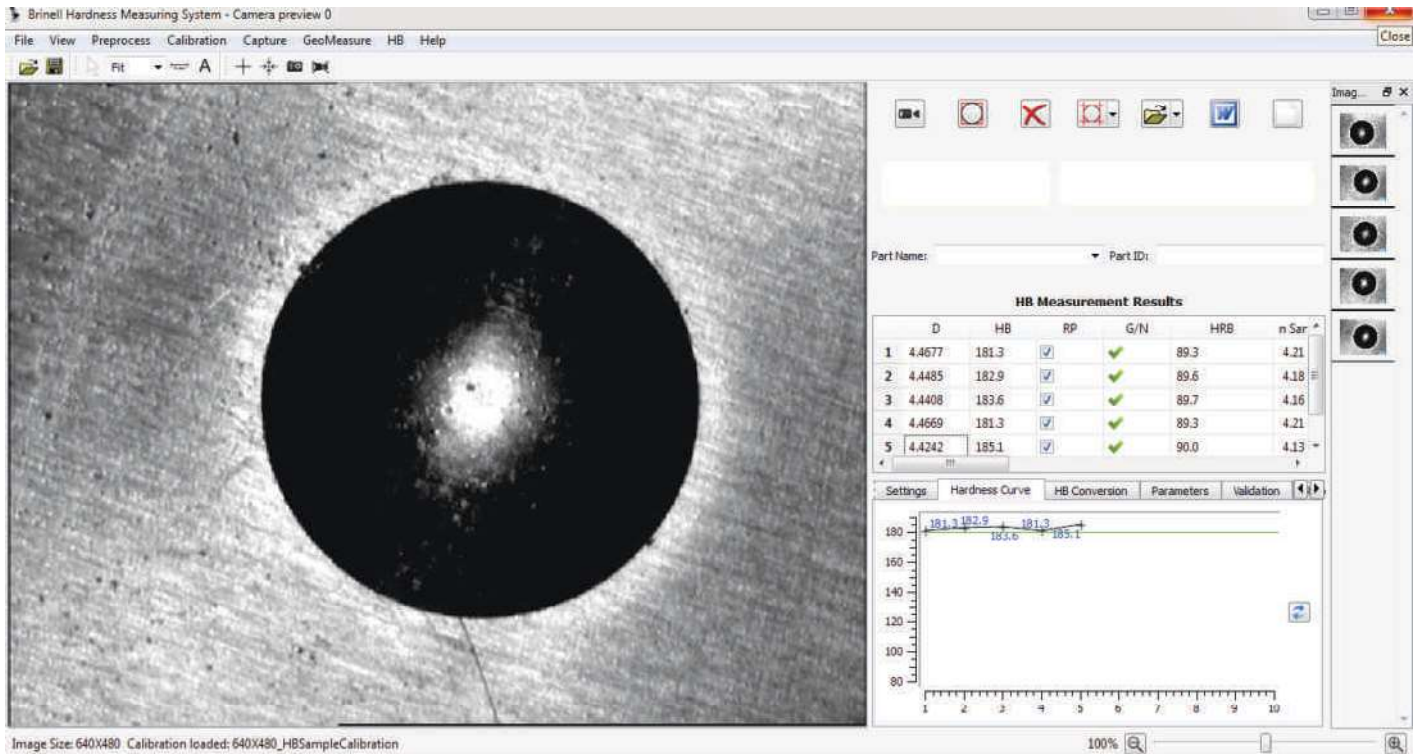 Brinell Hardness Measuring System - Camera preview 0
Close
File View Preprocess Calibration Capture GeoMeasure HB Help
Fit A
Imag...
W
Part Name: Part ID:
HB Measurement Results
D HB RP G/N HRB n Sar
1 4.4677 181.3 89.3 4.21
2 4.4485 182.9 89.6 4.18
3 4.4408 183.6 89.7 4.16
4 4.4669 181.3 89.3 4.21
5 4.4242 185.1 90.0 4.13
Settings Hardness Curve HB Conversion Parameters Validation
181.3 182.9 181.3
183.6 185.1
180
160
140
120
100
80
1 2 3 4 5 6 7 8 9 10
Image Size: 640X480 Calibration loaded: 640X480_HBSampleCalibration
100%